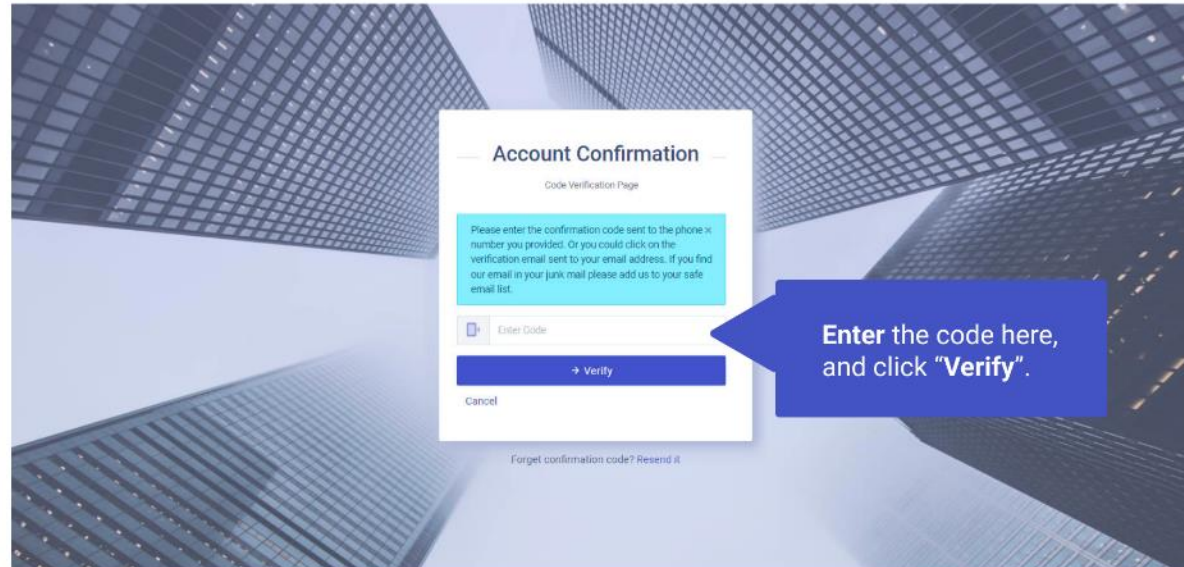 Account Confirmation
Code Verification Page
Please enter the confirmation code sent to the phone ×
number you provided. Or you could click on the
verification email sent to your email address. If you find
our email in your junk mail please add us to your safe
email list.
Enter Code
→ Verify
Cancel
Forget confirmation code? Resend it
Enter the code here,
and click “Verify”.